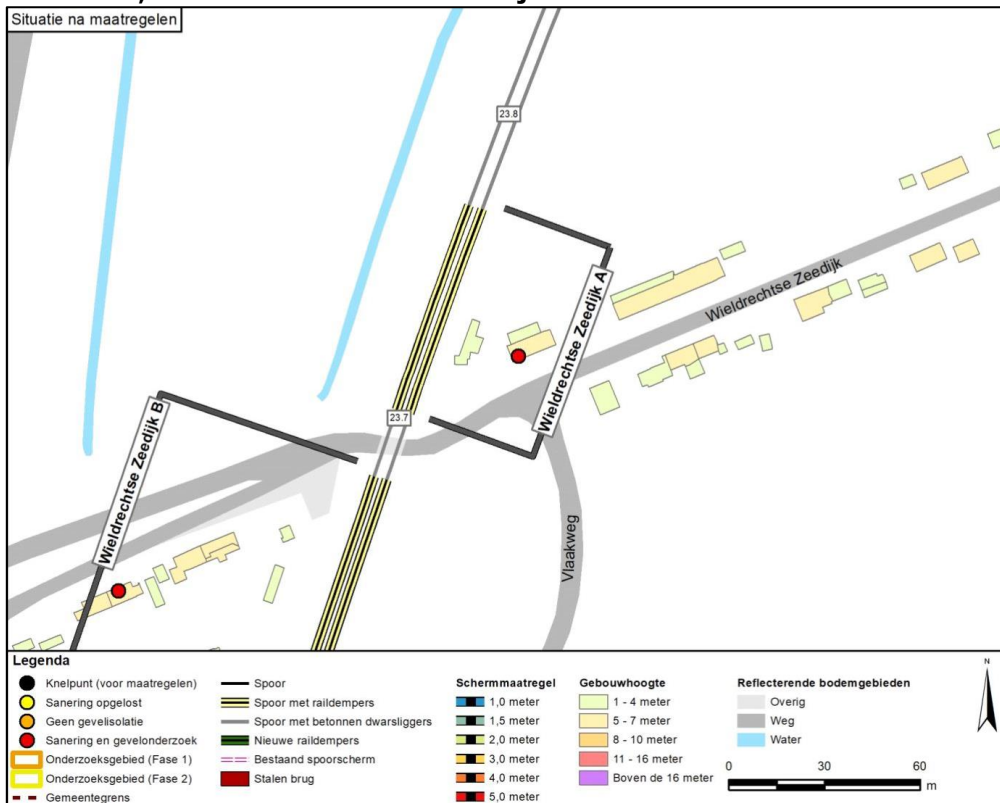 Situatie na maatregelen
23.8
Wieldrechtse Zeedijk
Wieldrechtse Zeedijk A
23.7
Wieldrechtse Zeedijk B
Vlaakweg
Legenda
Knelpunt (voor maatregelen)
Sanering opgelost
Geen gevelisolatie
Sanering en gevelonderzoek
Onderzoeksgebied (Fase 1)
Onderzoeksgebied (Fase 2)
Gemeentegrens
Spoor
Spoor met raildempers
Spoor met betonnen dwarsliggers
Nieuwe raildempers
Bestaand spoorscherm
Stalen brug
Schermmaatregel
1,0 meter
1,5 meter
2,0 meter
3,0 meter
4,0 meter
5,0 meter
Gebouwhoogte
1 - 4 meter
5 - 7 meter
8 - 10 meter
11 - 16 meter
Boven de 16 meter
Reflecterende bodemgebieden
Overig
Weg
Water
N
0 30 60
m